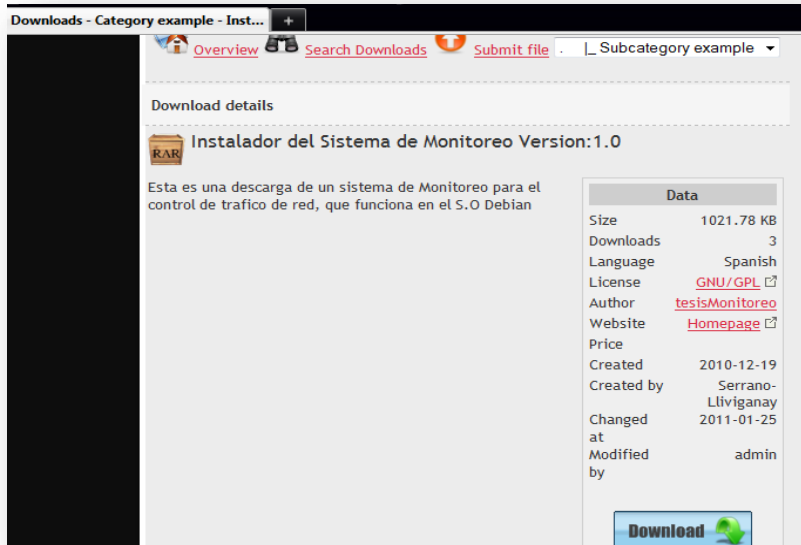 Downloads - Category example - Inst... +
Overview Search Downloads Submit file . |_ Subcategory example
Download details
RAR Instalador del Sistema de Monitoreo Version:1.0
Esta es una descarga de un sistema de Monitoreo para el
control de trafico de red, que funciona en el S.O Debian
Data
Size 1021.78 KB
Downloads 3
Language Spanish
License GNU/GPL
Author tesisMonitoreo
Website Homepage
Price
Created 2010-12-19
Created by Serrano-
Lliviganay
Changed 2011-01-25
at
Modified admin
by
Download